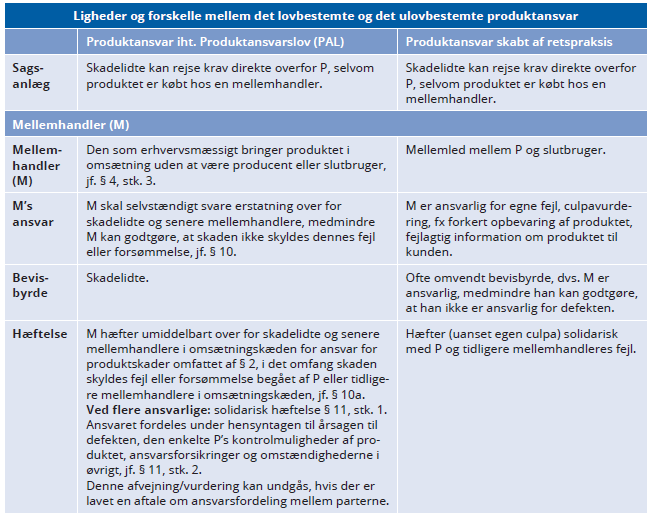 Ligheder og forskelle mellem det lovbestemte og det ulovbestemte produktansvar
Produktansvar iht. Produktansvarslov (PAL)
Produktansvar skabt af retspraksis
Sags-
anlæg
Skadelidte kan rejse krav direkte overfor P, selvom
produktet er købt hos en mellemhandler.
Skadelidte kan rejse krav direkte overfor
P, selvom produktet er købt hos en
mellemhandler.
Mellemhandler (M)
Mellem-
handler
(M)
Den som erhvervsmæssigt bringer produktet i
omsætning uden at være producent eller slutbruger,
jf. § 4, stk. 3.
Mellemled mellem P og slutbruger.
M's
ansvar
M skal selvstændigt svare erstatning over for
skadelidte og senere mellemhandlere, medmindre
M kan godtgøre, at skaden ikke skyldes dennes fejl
eller forsømmelse, jf. § 10.
M er ansvarlig for egne fejl, culpavurde-
ring, fx forkert opbevaring af produktet,
fejlagtig information om produktet til
kunden.
Bevis-
byrde
Skadelidte.
Ofte omvendt bevisbyrde, dvs. M er
ansvarlig, medmindre han kan godtgøre,
at han ikke er ansvarlig for defekten.
Hæftelse
M hæfter umiddelbart over for skadelidte og senere
mellemhandlere i omsætningskæden for ansvar for
produktskader omfattet af § 2, i det omfang skaden
skyldes fejl eller forsømmelse begået af P eller tidlige-
re mellemhandlere i omsætningskæden, jf. § 10a.
Ved flere ansvarlige: solidarisk hæftelse § 11, stk. 1.
Ansvaret fordeles under hensyntagen til årsagen til
defekten, den enkelte P's kontrolmuligheder af pro-
duktet, ansvarsforsikringer og omstændighederne i
øvrigt, jf. § 11, stk. 2.
Denne afvejning/vurdering kan undgås, hvis der er
lavet en aftale om ansvarsfordeling mellem parterne.
Hæfter (uanset egen culpa) solidarisk
med P og tidligere mellemhandleres fejl.